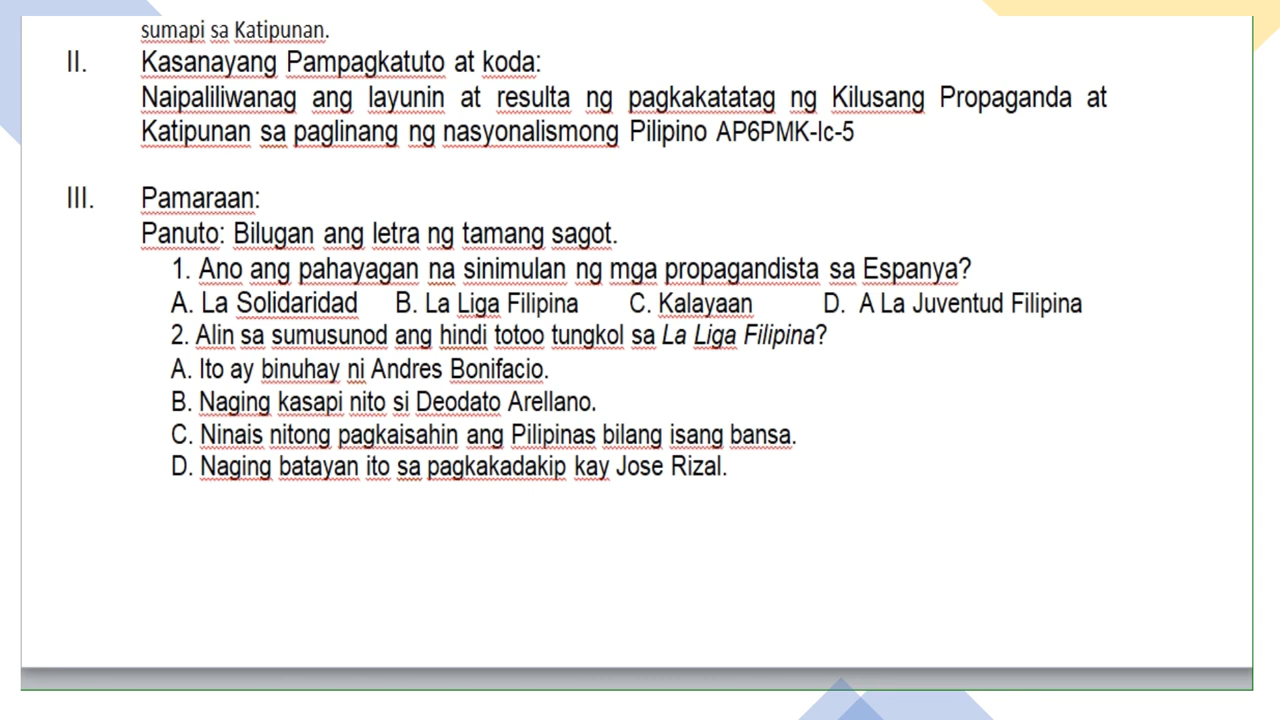 sumapi sa Katipunan.
II. Kasanayang Pampagkatuto at koda:
Naipaliliwanag ang layunin at resulta ng pagkakatatag ng Kilusang Propaganda at
Katipunan sa paglinang ng nasyonalismong Pilipino AP6PMK-Ic-5
III. Pamaraan:
Panuto: Bilugan ang letra ng tamang sagot.
1. Ano ang pahayagan na sinimulan ng mga propagandista sa Espanya?
A. La Solidaridad B. La Liga Filipina C. Kalayaan D. A La Juventud Filipina
2. Alin sa sumusunod ang hindi totoo tungkol sa La Liga Filipina?
A. Ito ay binuhay ni Andres Bonifacio.
B. Naging kasapi nito si Deodato Arellano.
C. Ninais nitong pagkaisahin ang Pilipinas bilang isang bansa.
D. Naging batayan ito sa pagkakadakip kay Jose Rizal.